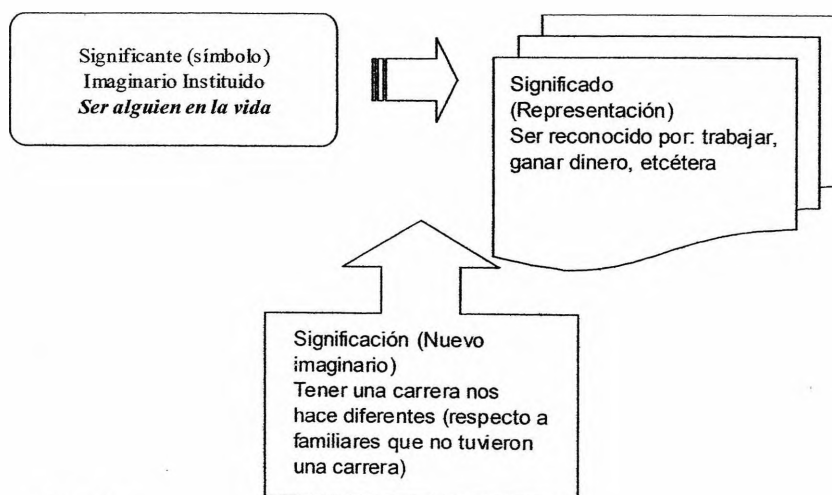 Significante (símbolo)
Imaginario Instituido
Ser alguien en la vida
Significado
(Representación)
Ser reconocido por: trabajar,
ganar dinero, etcétera
Significación (Nuevo
imaginario)
Tener una carrera nos
hace diferentes (respecto a
familiares que no tuvieron
una carrera)